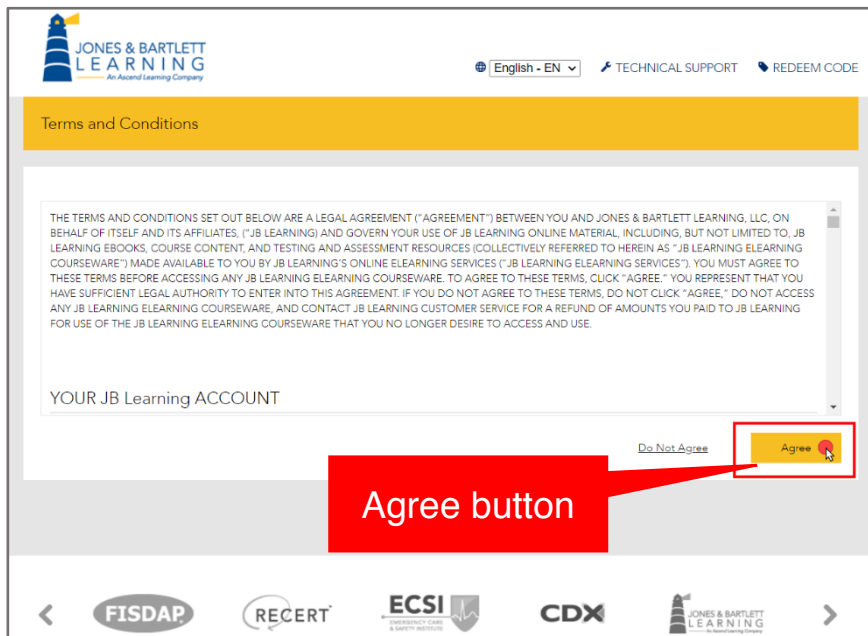 JONES & BARTLETT
LEARNING
An Ascend Learning Company
English - EN
TECHNICAL SUPPORT
REDEEM CODE
Terms and Conditions
THE TERMS AND CONDITIONS SET OUT BELOW ARE A LEGAL AGREEMENT ("AGREEMENT") BETWEEN YOU AND JONES & BARTLETT LEARNING, LLC, ON
BEHALF OF ITSELF AND ITS AFFILIATES, ("JB LEARNING) AND GOVERN YOUR USE OF JB LEARNING ONLINE MATERIAL, INCLUDING, BUT NOT LIMITED TO, JB
LEARNING EBOOKS, COURSE CONTENT, AND TESTING AND ASSESSMENT RESOURCES (COLLECTIVELY REFERRED TO HEREIN AS "JB LEARNING ELEARNING
COURSEWARE") MADE AVAILABLE TO YOU BY JB LEARNING'S ONLINE ELEARNING SERVICES ("JB LEARNING ELEARNING SERVICES"). YOU MUST AGREE TO
THESE TERMS BEFORE ACCESSING ANY JB LEARNING ELEARNING COURSEWARE. TO AGREE TO THESE TERMS, CLICK "AGREE." YOU REPRESENT THAT YOU
HAVE SUFFICIENT LEGAL AUTHORITY TO ENTER INTO THIS AGREEMENT. IF YOU DO NOT AGREE TO THESE TERMS, DO NOT CLICK "AGREE," DO NOT ACCESS
ANY JB LEARNING ELEARNING COURSEWARE, AND CONTACT JB LEARNING CUSTOMER SERVICE FOR A REFUND OF AMOUNTS YOU PAID TO JB LEARNING
FOR USE OF THE JB LEARNING ELEARNING COURSEWARE THAT YOU NO LONGER DESIRE TO ACCESS AND USE.
YOUR JB Learning ACCOUNT
Do Not Agree
Agree
Agree button
FISDAP
RECERT
ECSI
EMERGENCY CARE
& SAFETY INSTITUTE
CDX
JONES & BARTLETT
LEARNING
An Ascend Learning Company